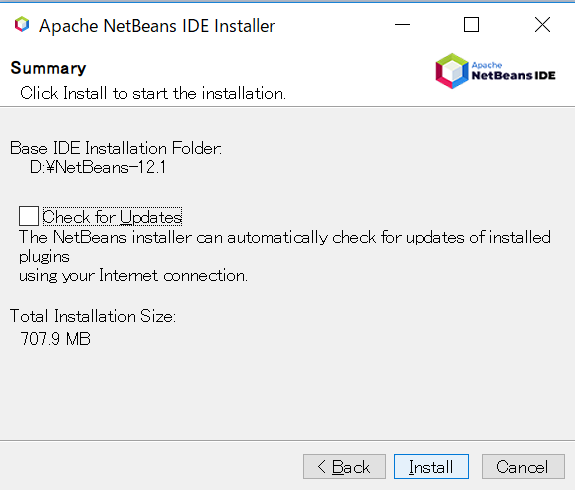 Apache NetBeans IDE Installer
Summary
Click Install to start the installation.
Apache
NetBeans IDE
Base IDE Installation Folder:
D:¥NetBeans-12.1
Check for Updates
The NetBeans installer can automatically check for updates of installed
plugins
using your Internet connection.
Total Installation Size:
707.9 MB
< Back
Install
Cancel